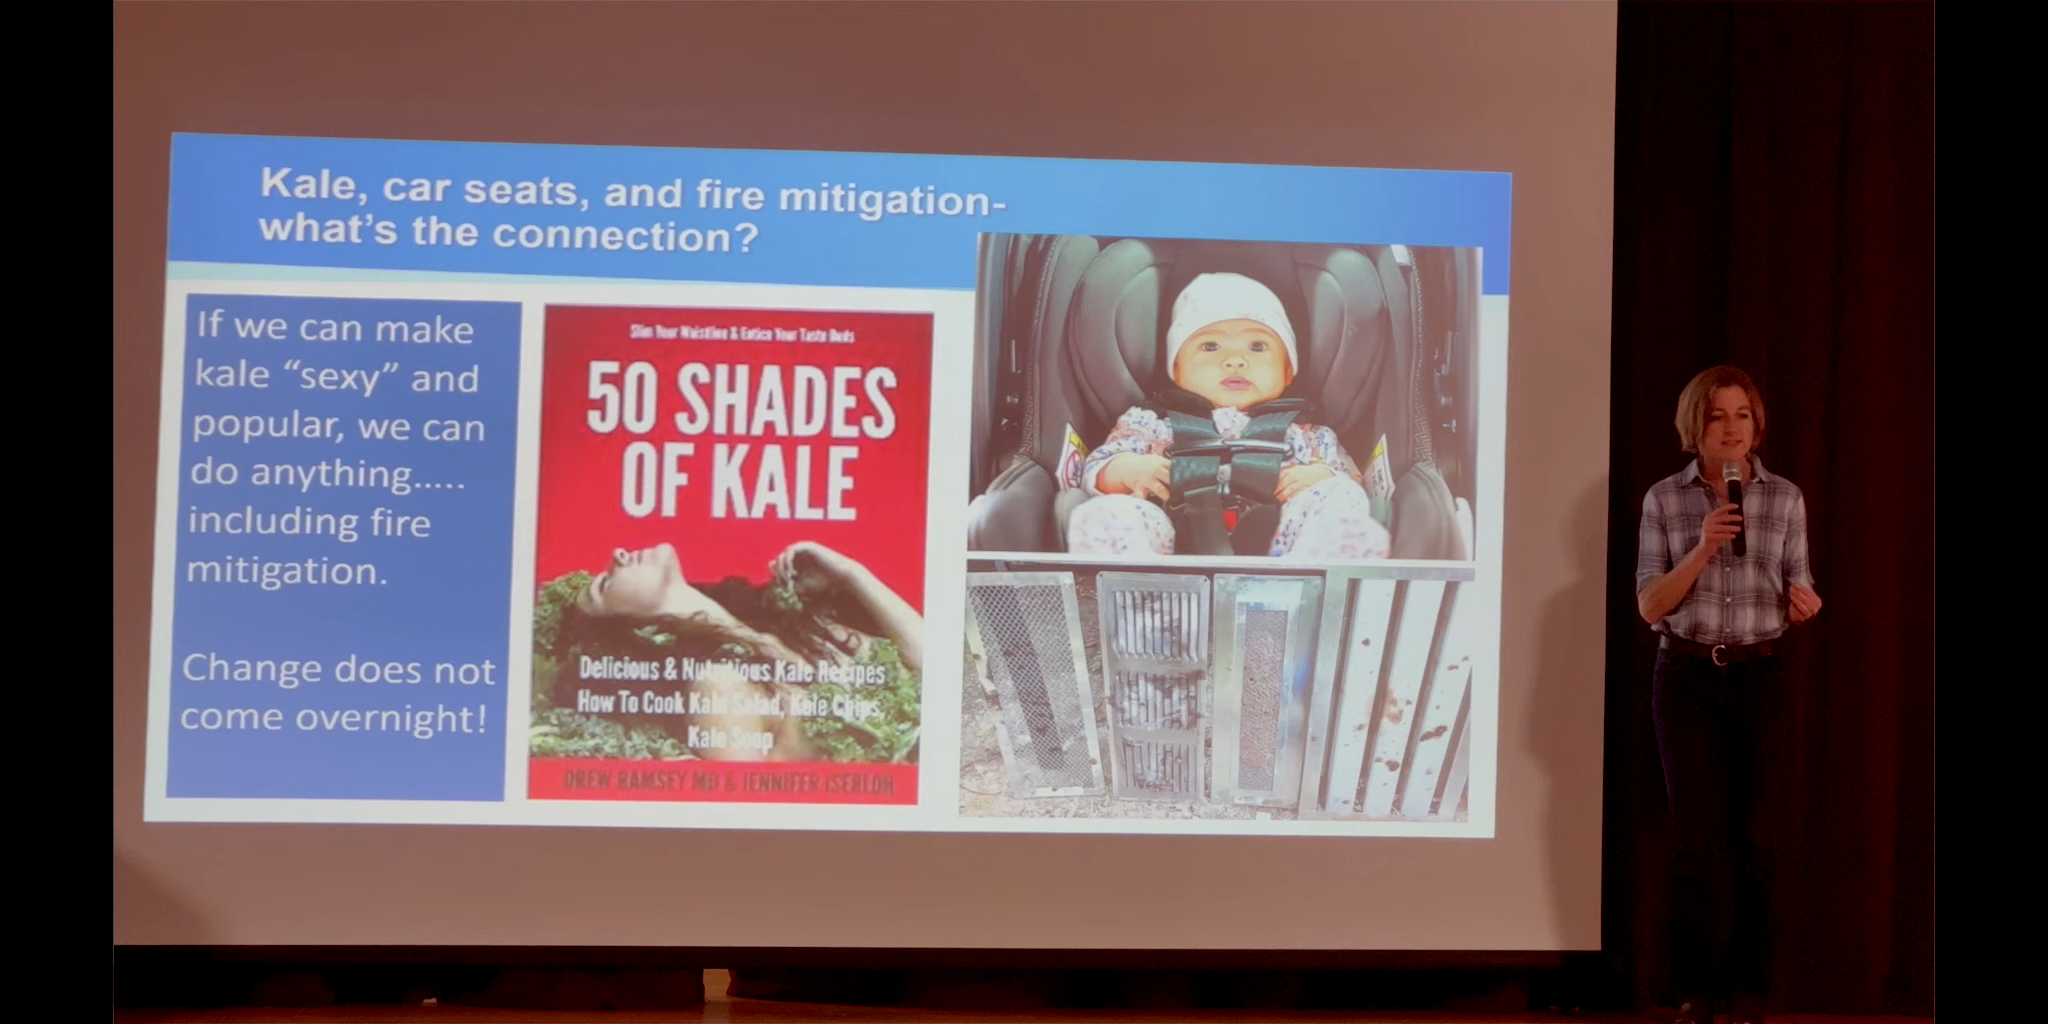 Kale, car seats, and fire mitigation-
what's the connection?
If we can make
kale “sexy” and
popular, we can
do anything.....
including fire
mitigation.
Change does not
come overnight!
Slim Your Waistline & Entice Your Taste Buds
50 SHADES
OF KALE
Delicious & Nutritious Kale Recipes
How To Cook Kale Salad, Kale Chips,
Kale Soup
DREW RAMSEY MD & JENNIFER ISERLOH